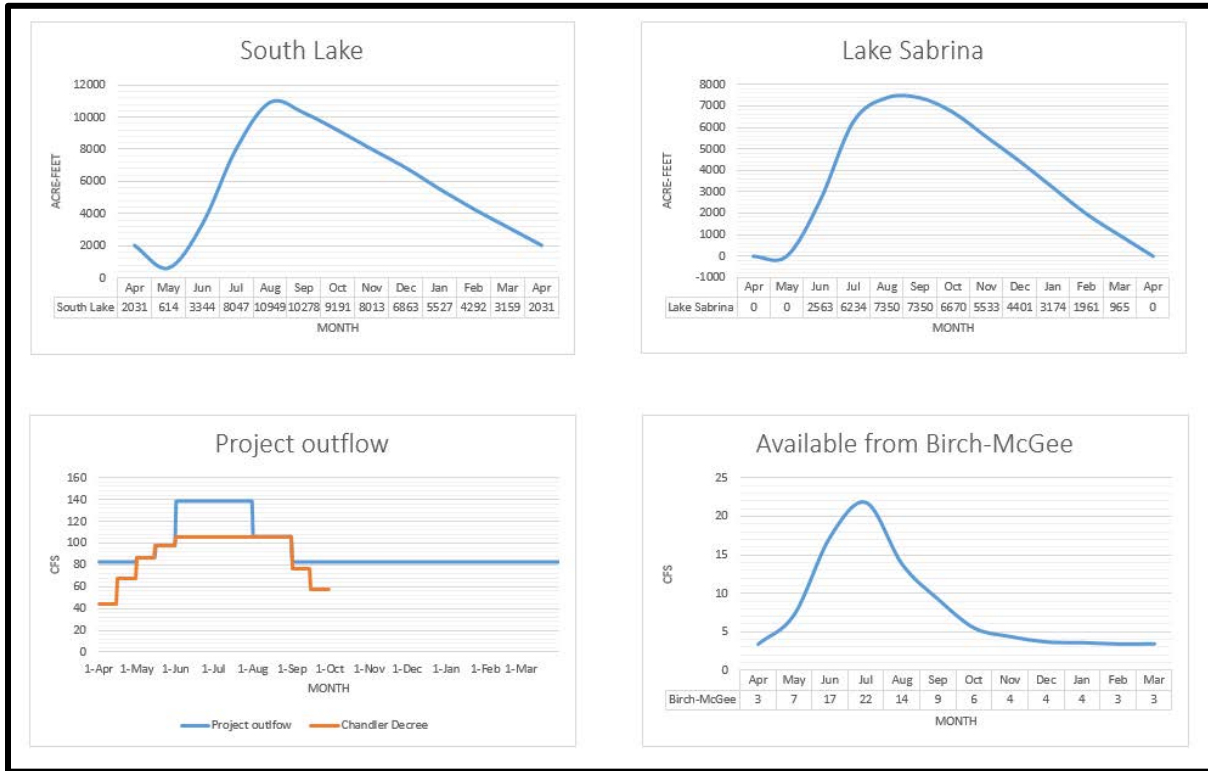 South Lake
12000
10000
8000
6000
4000
2000
0
ACRE-FEET
Apr May Jun Jul Aug Sep Oct Nov Dec Jan Feb Mar Apr
South Lake 2031 614 3344 8047 10949 10278 9191 8013 6863 5527 4292 3159 2031
MONTH
Lake Sabrina
8000
7000
6000
5000
4000
3000
2000
1000
0
-1000
ACRE-FEET
Apr May Jun Jul Aug Sep Oct Nov Dec Jan Feb Mar Apr
Lake Sabrina 0 0 2563 6234 7350 7350 6670 5533 4401 3174 1961 965 0
MONTH
Project outflow
160
140
120
100
80
60
40
20
0
CFS
1-Apr 1-May 1-Jun 1-Jul 1-Aug 1-Sep 1-Oct 1-Nov 1-Dec 1-Jan 1-Feb 1-Mar
MONTH
Project outflow Chandler Decree
Available from Birch-McGee
25
20
15
10
5
0
CFS
Apr May Jun Jul Aug Sep Oct Nov Dec Jan Feb Mar
Birch-McGee 3 7 17 22 14 9 6 4 4 4 3 3
MONTH